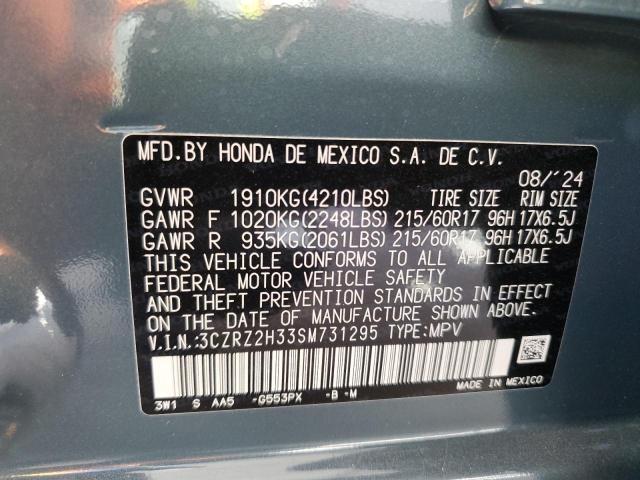 MFD.BY HONDA DE MEXICO S.A. DE C.V.
08/´24
GVWR 1910KG(4210LBS) TIRE SIZE RIM SIZE
GAWR F 1020KG(2248LBS) 215/60R17 96H 17X6.5J
GAWR R 935KG(2061LBS) 215/60R17 96H 17X6.5J
THIS VEHICLE CONFORMS TO ALL APPLICABLE
FEDERAL MOTOR VEHICLE SAFETY
AND THEFT PREVENTION STANDARDS IN EFFECT
ON THE DATE OF MANUFACTURE SHOWN ABOVE.
V.I.N.:3CZRZ2H33SM731295 TYPE:MPV
MADE IN MEXICO
3W1 S AA5 -G553PX -B -M